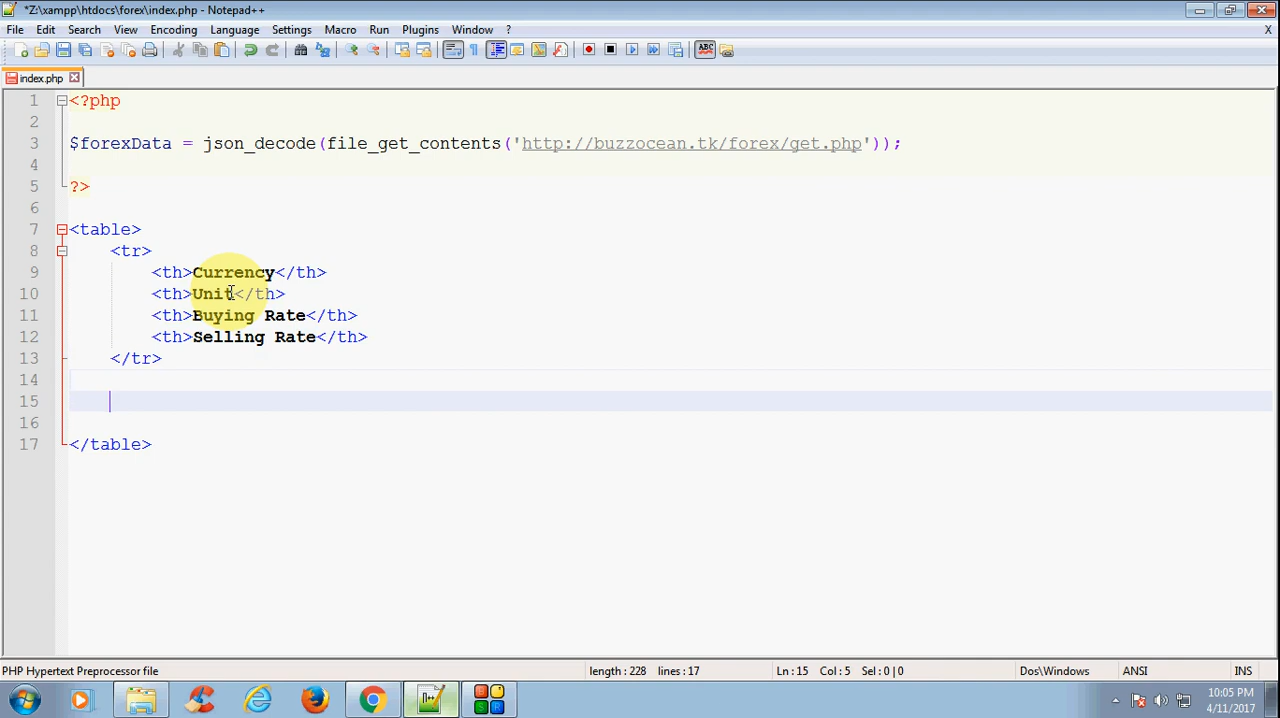 *Z:\xampp\htdocs\forex\index.php - Notepad++
File Edit Search View Encoding Language Settings Macro Run Plugins Window ? X
ABC
index.php
1 <?php
2
3 $forexData = json_decode(file_get_contents('http://buzzocean.tk/forex/get.php'));
4
5 ?>
6
7 <table>
8 <tr>
9 <th>Currency</th>
10 <th>Unit</th>
11 <th>Buying Rate</th>
12 <th>Selling Rate</th>
13 </tr>
14
15
16
17 </table>
PHP Hypertext Preprocessor file length : 228 lines : 17 Ln : 15 Col : 5 Sel : 0 | 0 Dos\Windows ANSI INS
10:05 PM
4/11/2017